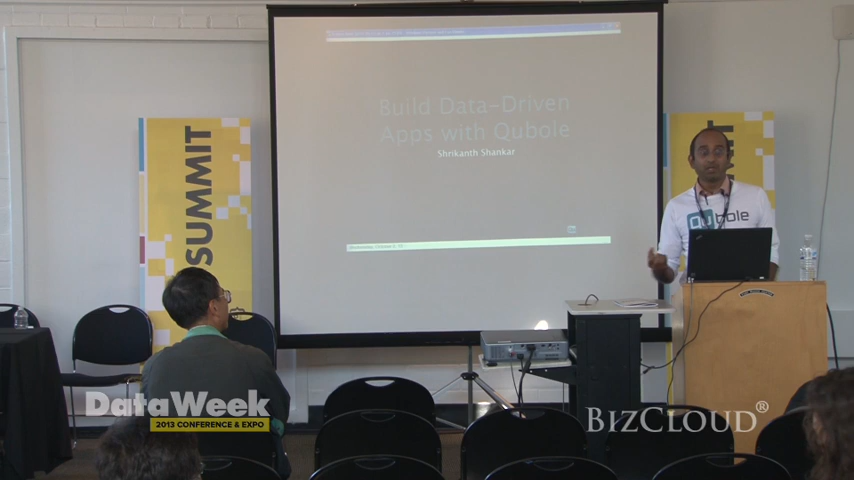 Build Data-Driven
Apps with Qubole
Shrikanth Shankar
SUMMIT
Qubole
DataWeek
2013 CONFERENCE & EXPO
BIZCLOUD®